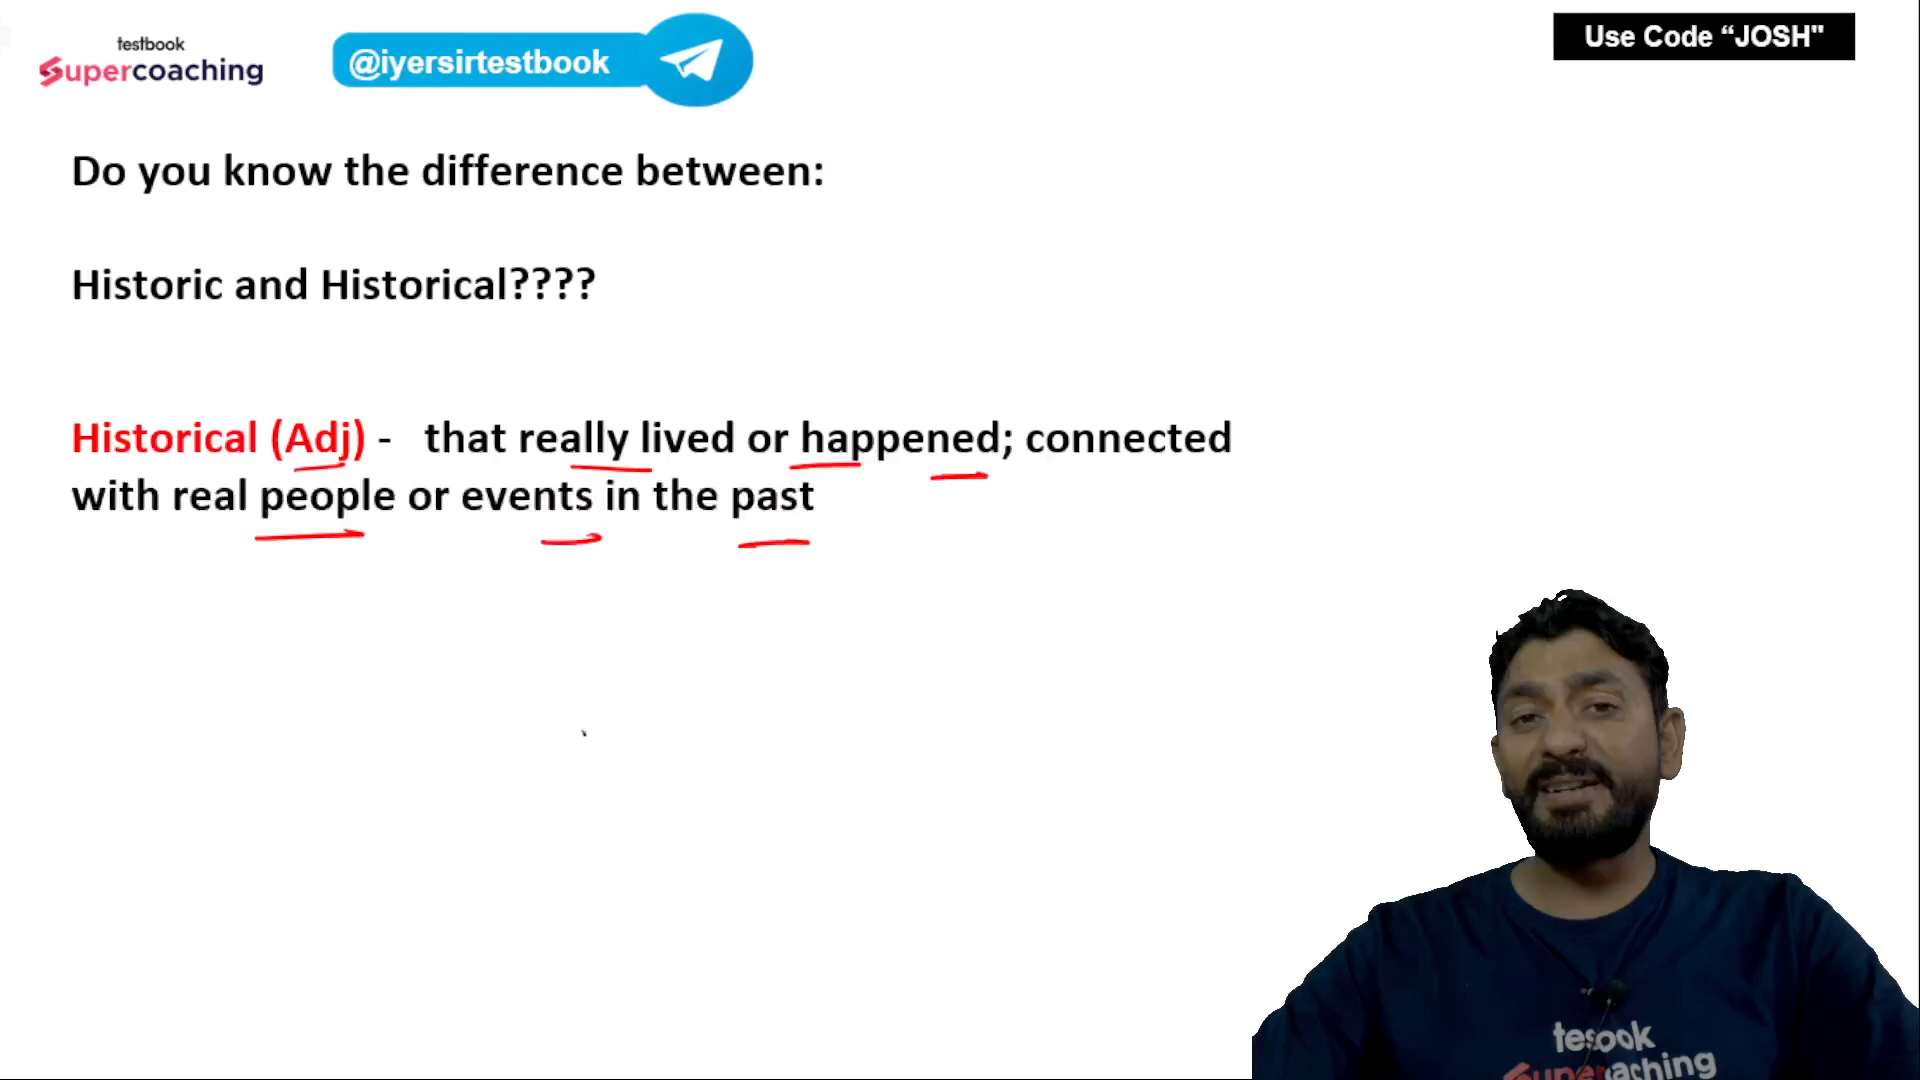 testbook
Supercoaching
@iyersirtestbook
Use Code “JOSH"
Do you know the difference between:
Historic and Historical????
Historical (Adj) - that really lived or happened; connected
with real people or events in the past